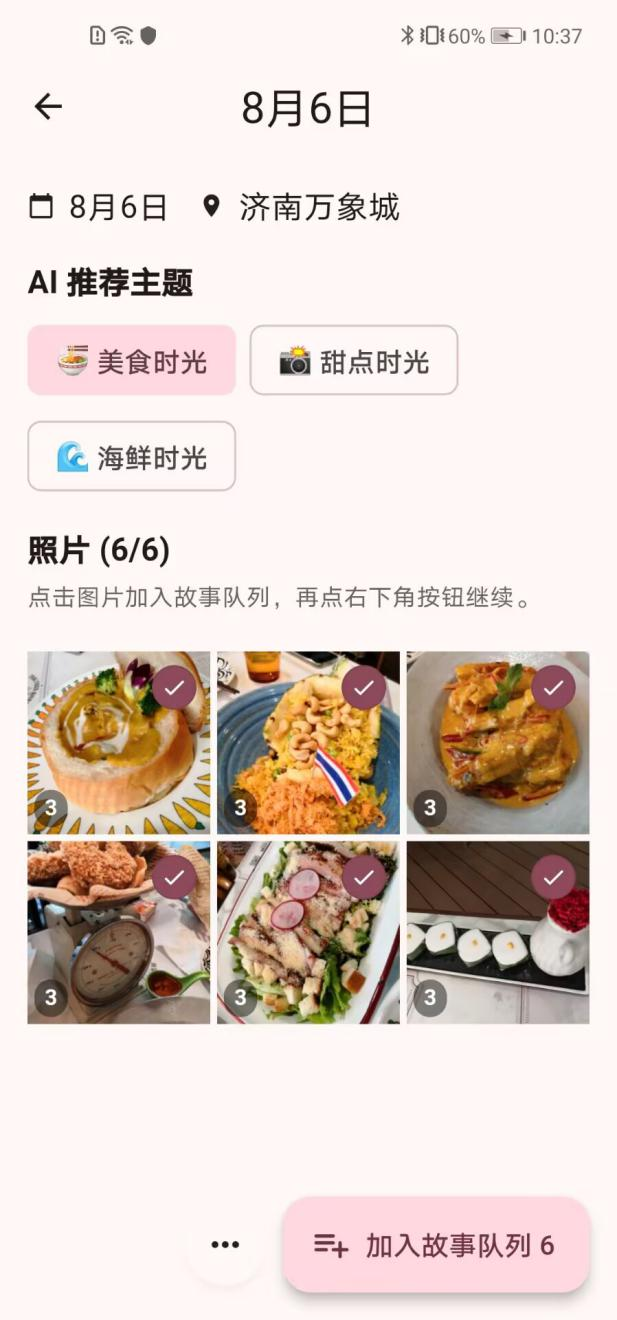 60% 10:37
8月6日
8月6日 济南万象城
AI 推荐主题
美食时光 甜点时光
海鲜时光
照片 (6/6)
点击图片加入故事队列，再点右下角按钮继续。
3 3 3
3 3 3
加入故事队列 6